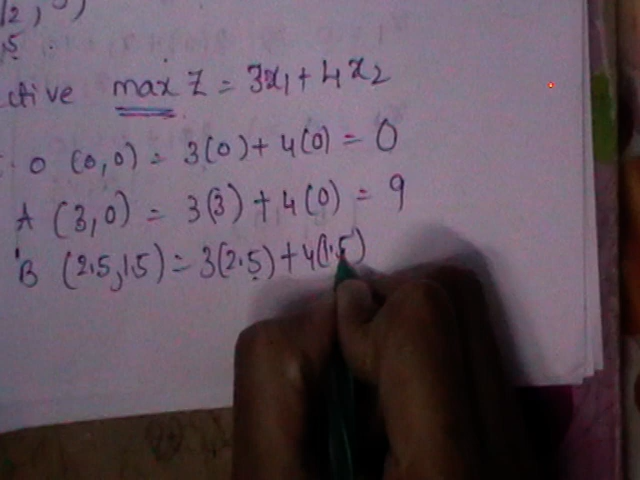 ctive max Z = 3x₁ + 4x₂
O (0,0) = 3(0) + 4(0) = 0
A (3,0) = 3(3) + 4(0) = 9
B (2.5,1.5) = 3(2.5) + 4(1.5)